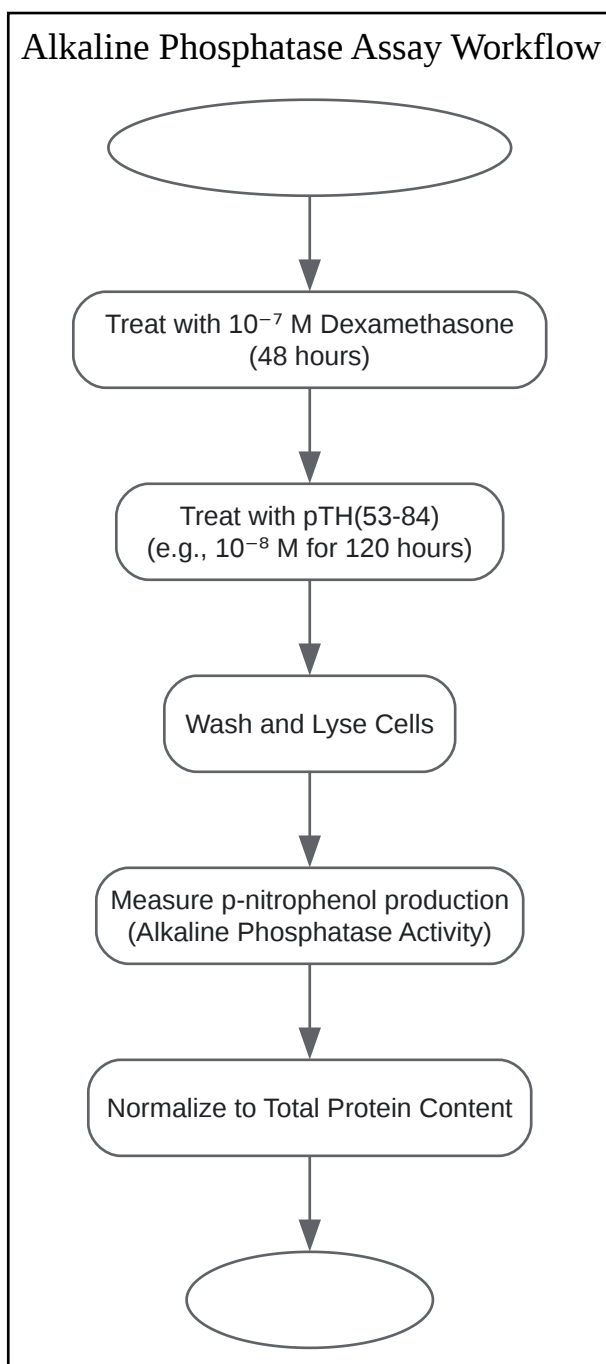 Alkaline Phosphatase Assay Workflow
Treat with 10⁻⁷ M Dexamethasone
(48 hours)
Treat with pTH(53-84)
(e.g., 10⁻⁸ M for 120 hours)
Wash and Lyse Cells
Measure p-nitrophenol production
(Alkaline Phosphatase Activity)
Normalize to Total Protein Content